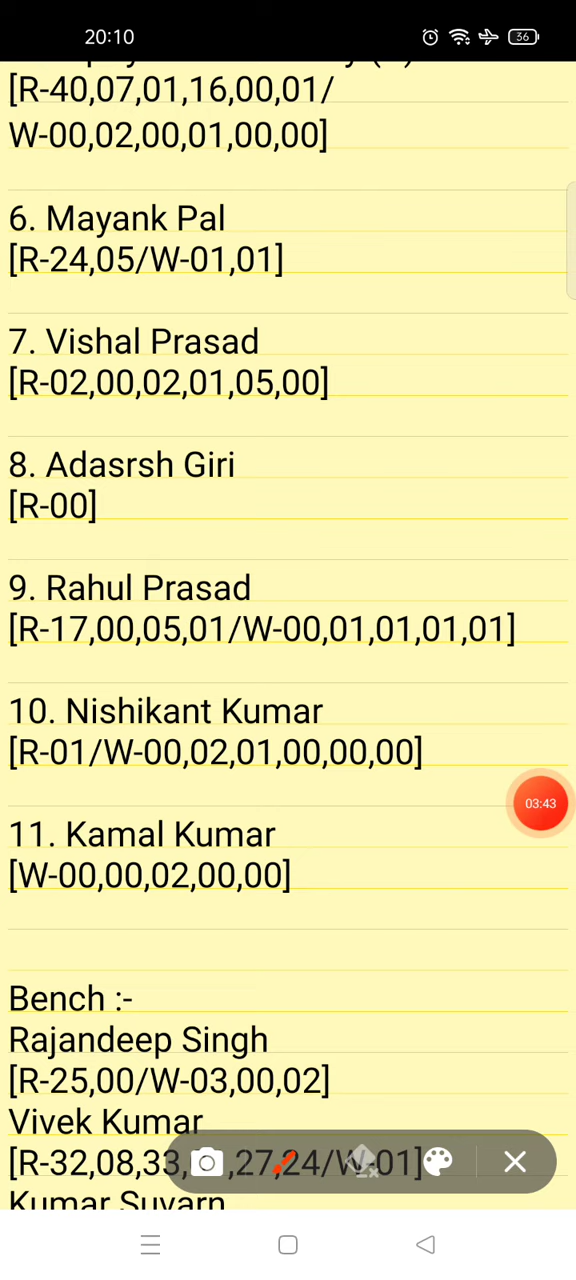 20:10
36
[R-40,07,01,16,00,01/
W-00,02,00,01,00,00]
6. Mayank Pal
[R-24,05/W-01,01]
7. Vishal Prasad
[R-02,00,02,01,05,00]
8. Adasrsh Giri
[R-00]
9. Rahul Prasad
[R-17,00,05,01/W-00,01,01,01,01]
10. Nishikant Kumar
[R-01/W-00,02,01,00,00,00]
03:43
11. Kamal Kumar
[W-00,00,02,00,00]
Bench :-
Rajandeep Singh
[R-25,00/W-03,00,02]
Vivek Kumar
[R-32,08,33, ,27,24/W-01]
Kumar Suvarn